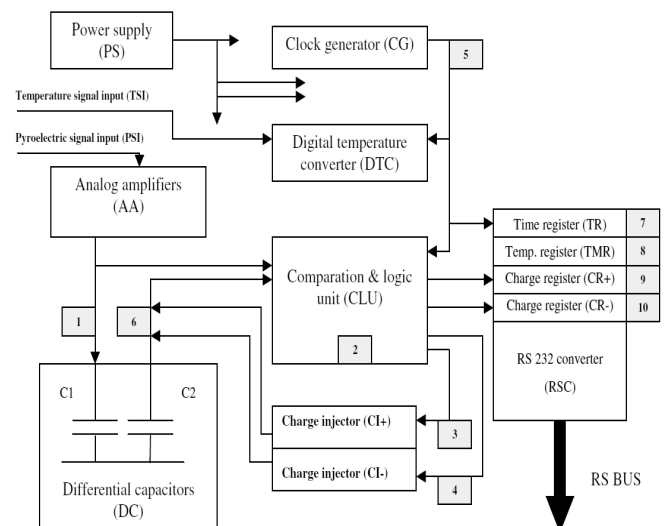 Power supply
(PS)
Clock generator (CG)
5
Temperature signal input (TSI)
Pyroelectric signal input (PSI)
Digital temperature
converter (DTC)
Analog amplifiers
(AA)
Time register (TR)
7
Temp. register (TMR)
8
Charge register (CR+)
9
Charge register (CR-)
10
Comparation & logic
unit (CLU)
2
1
6
RS 232 converter
(RSC)
C1
C2
Charge injector (CI+)
3
Charge injector (CI-)
4
RS BUS
Differential capacitors
(DC)